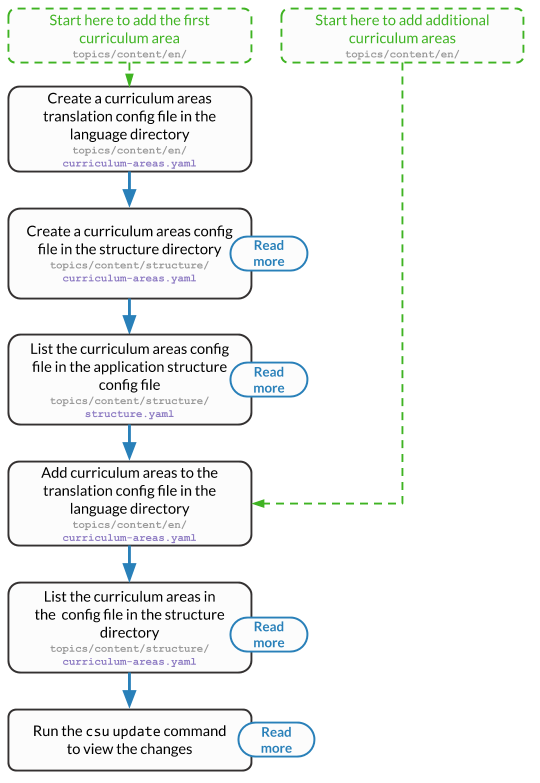 Start here to add the first
curriculum area
topics/content/en/
Start here to add additional
curriculum areas
topics/content/en/
Create a curriculum areas
translation config file in the
language directory
topics/content/en/
curriculum-areas.yaml
Create a curriculum areas config
file in the structure directory
topics/content/structure/
curriculum-areas.yaml
Read
more
List the curriculum areas config
file in the application structure
config file
topics/content/structure/
structure.yaml
Read
more
Add curriculum areas to the
translation config file in the
language directory
topics/content/en/
curriculum-areas.yaml
List the curriculum areas in
the config file in the structure
directory
topics/content/structure/
curriculum-areas.yaml
Read
more
Run the csu update command
to view the changes
Read
more